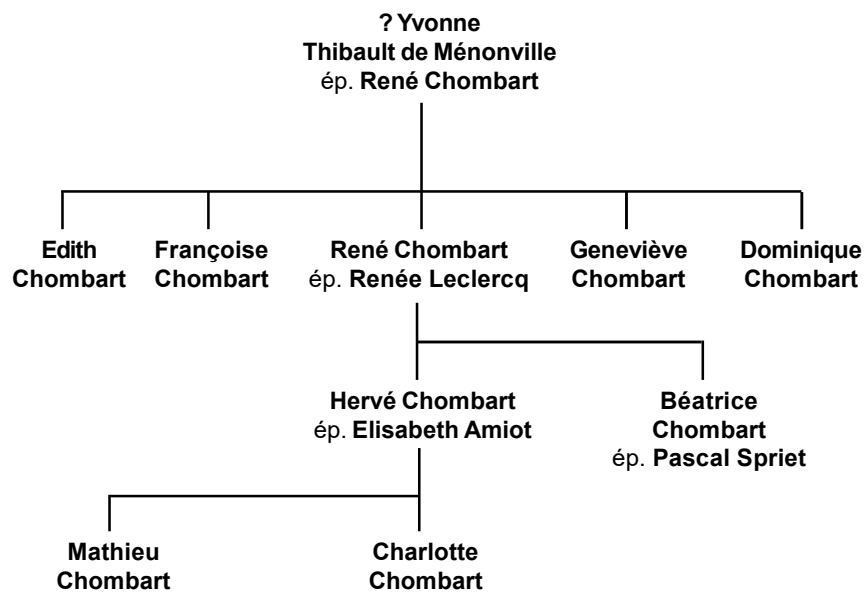 ? Yvonne
Thibault de Ménonville
ép. René Chombart
Edith
Chombart
Françoise
Chombart
René Chombart
ép. Renée Leclercq
Geneviève
Chombart
Dominique
Chombart
Hervé Chombart
ép. Elisabeth Amiot
Béatrice
Chombart
ép. Pascal Spriet
Mathieu
Chombart
Charlotte
Chombart